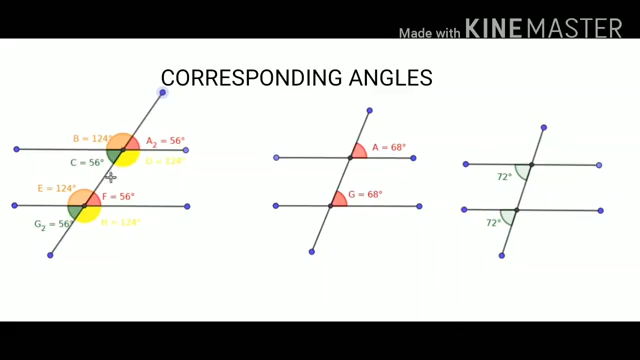 Made with KINEMASTER
CORRESPONDING ANGLES
B = 124°
A₂ = 56°
C = 56°
D = 124°
E = 124°
F = 56°
G₂ = 56°
H = 124°
A = 68°
G = 68°
72°
72°